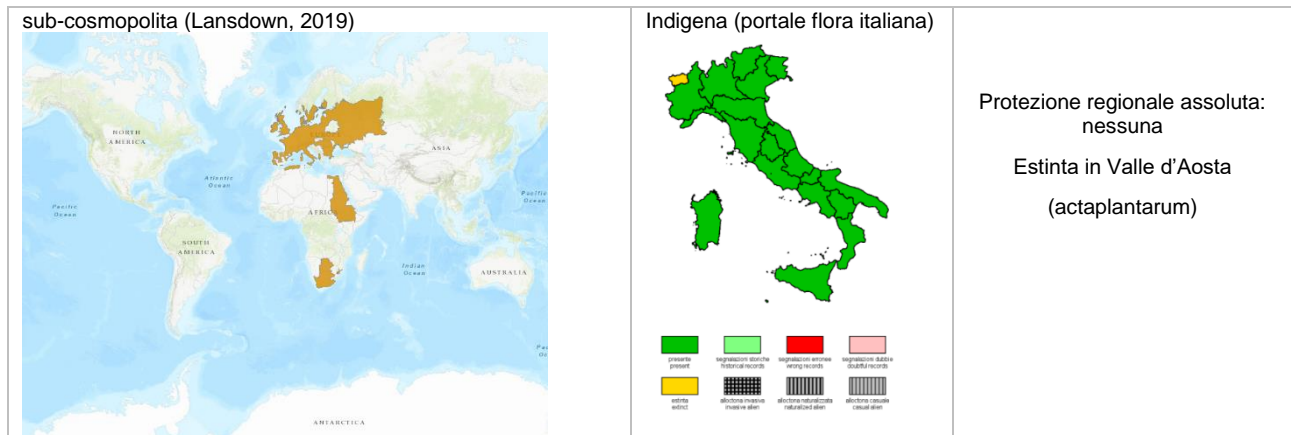 sub-cosmopolita (Lansdown, 2019)
NORTH
AMERICA
Atlantic
Ocean
ASIA
AFRICA
Pacific
Ocean
SOUTH
AMERICA
Indian
Ocean
AUSTRALIA
ANTARCTICA
Indigena (portale flora italiana)
presente
present
segnalazioni storiche
historical records
segnalazioni erronee
wrong records
segnalazioni dubbie
doubtful records
estinta
extinct
alloctona invasiva
invasive alien
alloctona naturalizzata
naturalized alien
alloctona casuale
casual alien
Protezione regionale assoluta:
nessuna
Estinta in Valle d’Aosta
(actaplantarum)